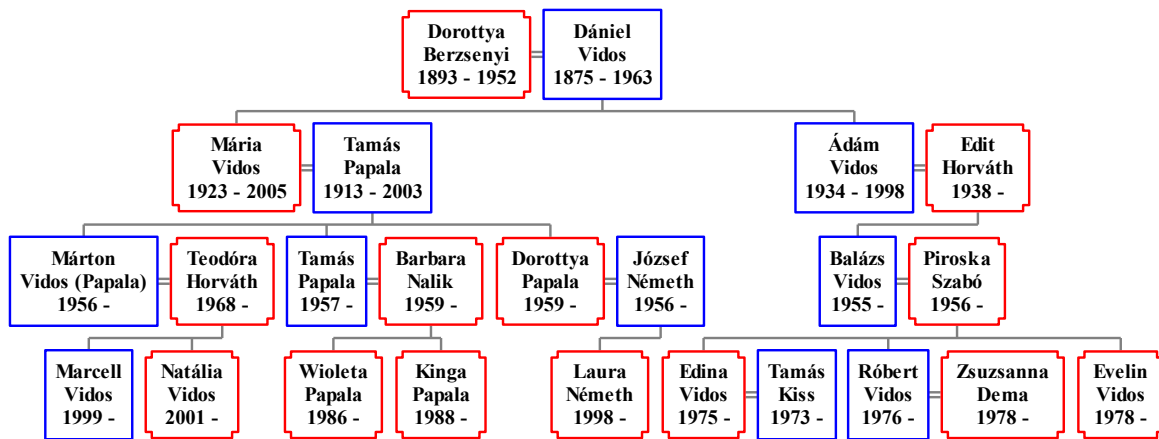 Dorottya
Berzsenyi
1893 - 1952
Dániel
Vidos
1875 - 1963
Mária
Vidos
1923 - 2005
Tamás
Papala
1913 - 2003
Ádám
Vidos
1934 - 1998
Edit
Horváth
1938 -
Márton
Vidos (Papala)
1956 -
Teodóra
Horváth
1968 -
Tamás
Papala
1957 -
Barbara
Nalik
1959 -
Dorottya
Papala
1959 -
József
Németh
1956 -
Balázs
Vidos
1955 -
Piroska
Szabó
1956 -
Marcell
Vidos
1999 -
Natália
Vidos
2001 -
Wioleta
Papala
1986 -
Kinga
Papala
1988 -
Laura
Németh
1998 -
Edina
Vidos
1975 -
Tamás
Kiss
1973 -
Róbert
Vidos
1976 -
Zsuzsanna
Dema
1978 -
Evelin
Vidos
1978 -